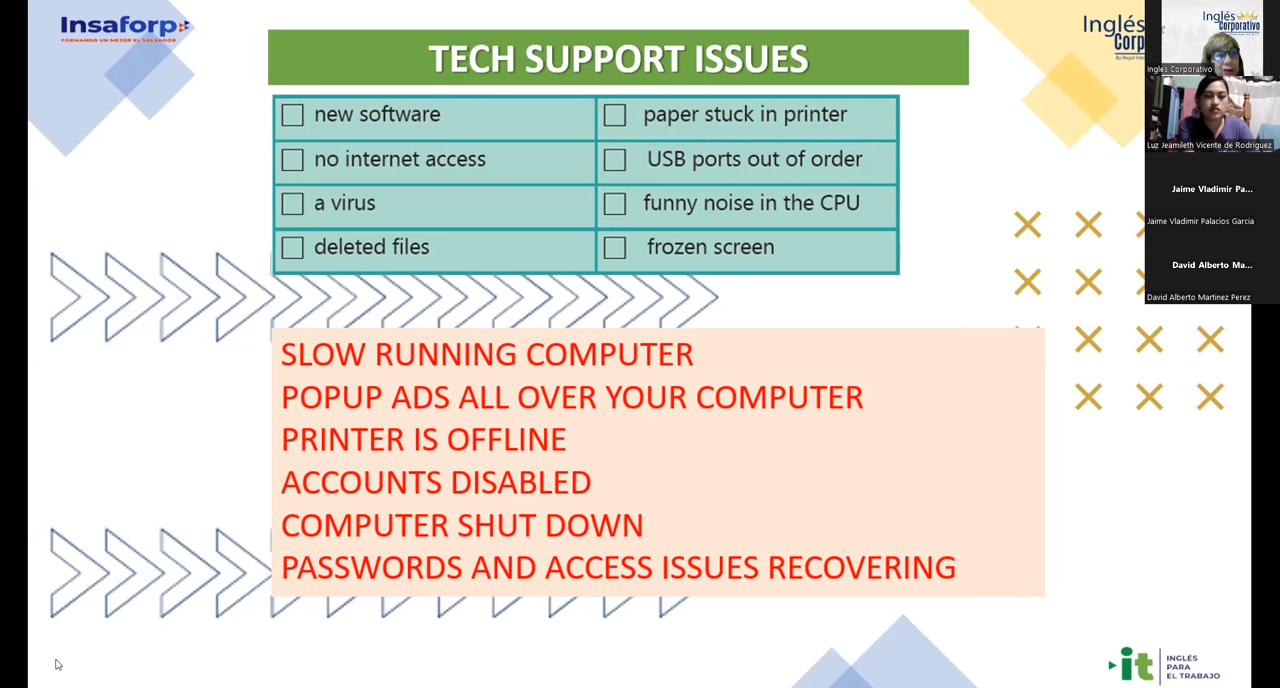 Insaforp
FORMANDO UN MEJOR EL SALVADOR
TECH SUPPORT ISSUES
new software
paper stuck in printer
no internet access
USB ports out of order
a virus
funny noise in the CPU
deleted files
frozen screen
SLOW RUNNING COMPUTER
POPUP ADS ALL OVER YOUR COMPUTER
PRINTER IS OFFLINE
ACCOUNTS DISABLED
COMPUTER SHUT DOWN
PASSWORDS AND ACCESS ISSUES RECOVERING
Inglés
Corp
Inglés
Corporativo
Ingles Corporativo
Luz Jeamileth Vicente de Rodriguez
Jaime Vladimir Pa...
Jaime Vladimir Palacios Garcia
David Alberto Ma...
David Alberto Martinez Perez
it
INGLÉS
PARA
EL TRABAJO